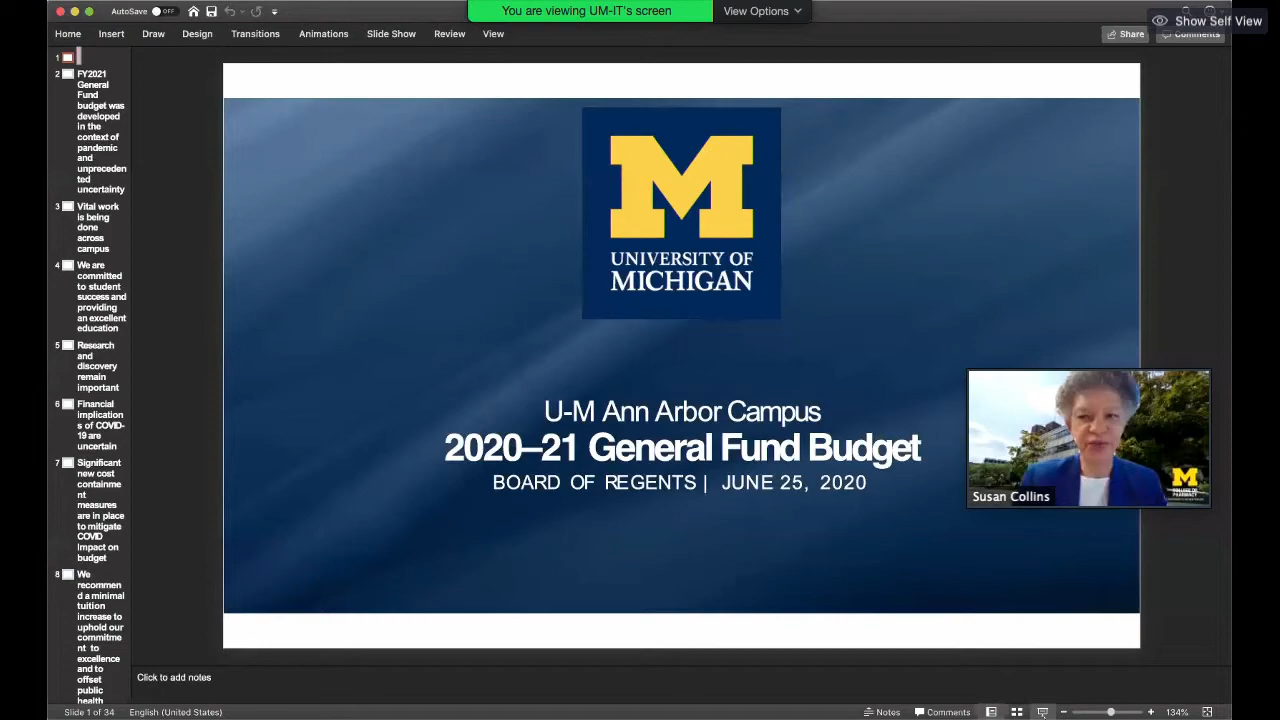 AutoSave OFF
You are viewing UM-IT's screen
View Options
Show Self View
Home Insert Draw Design Transitions Animations Slide Show Review View
Share
Comments
1
2 FY2021
General
Fund
budget was
developed
in the
context of
pandemic
and
unpreceden
ted
uncertainty
3 Vital work
is being
done
across
campus
4 We are
committed
to student
success and
providing
an excellent
education
5 Research
and
discovery
remain
important
6 Financial
implication
s of COVID-
19 are
uncertain
7 Significant
new cost
containme
nt
measures
are in place
to mitigate
COVID
impact on
budget
8 We
recommen
d a minimal
tuition
increase to
uphold our
commitme
nt to
excellence
and to
offset
public
health
UNIVERSITY OF
MICHIGAN
U-M Ann Arbor Campus
2020–21 General Fund Budget
BOARD OF REGENTS | JUNE 25, 2020
COLLEGE OF
PHARMACY
Susan Collins
Click to add notes
Slide 1 of 34 English (United States)
Notes Comments 134%